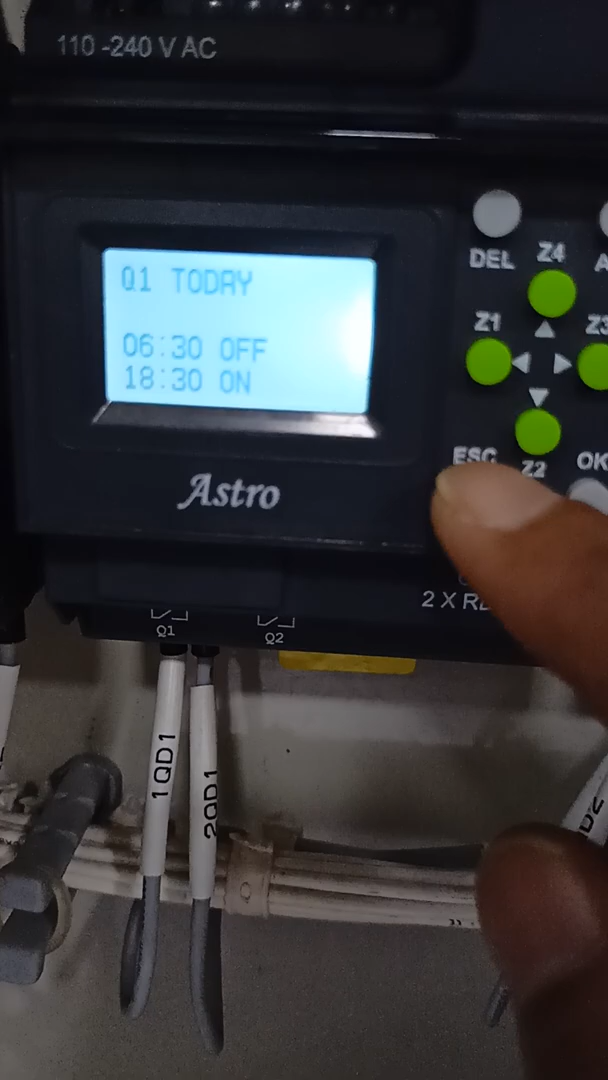 110 -240 V AC
Q1 TODAY
06:30 OFF
18:30 ON
DEL
Z4
Z1
Z3
ESC
Z2
OK
Astro
2 X
Q1
Q2
1QD1
2QD1